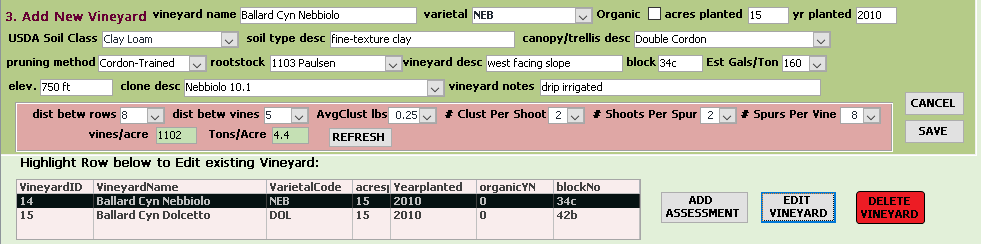 3. Add New Vineyard vineyard name Ballard Cyn Nebbiolo varietal NEB Organic acres planted 15 yr planted 2010
USDA Soil Class Clay Loam soil type desc fine-texture clay canopy/trellis desc Double Cordon
pruning method Cordon-Trained rootstock 1103 Paulsen vineyard desc west facing slope block 34c Est Gals/Ton 160
elev. 750 ft clone desc Nebbiolo 10.1 vineyard notes drip irrigated
CANCEL
dist betw rows 8 dist betw vines 5 AvgClust lbs 0.25 # Clust Per Shoot 2 # Shoots Per Spur 2 # Spurs Per Vine 8
SAVE
vines/acre 1102 Tons/Acre 4.4 REFRESH
Highlight Row below to Edit existing Vineyard:
VineyardID VineyardName VarietalCode acresp Yearplanted organicYN blockNo
14 Ballard Cyn Nebbiolo NEB 15 2010 0 34c
15 Ballard Cyn Dolcetto DOL 15 2010 0 42b
ADD
ASSESSMENT
EDIT
VINEYARD
DELETE
VINEYARD